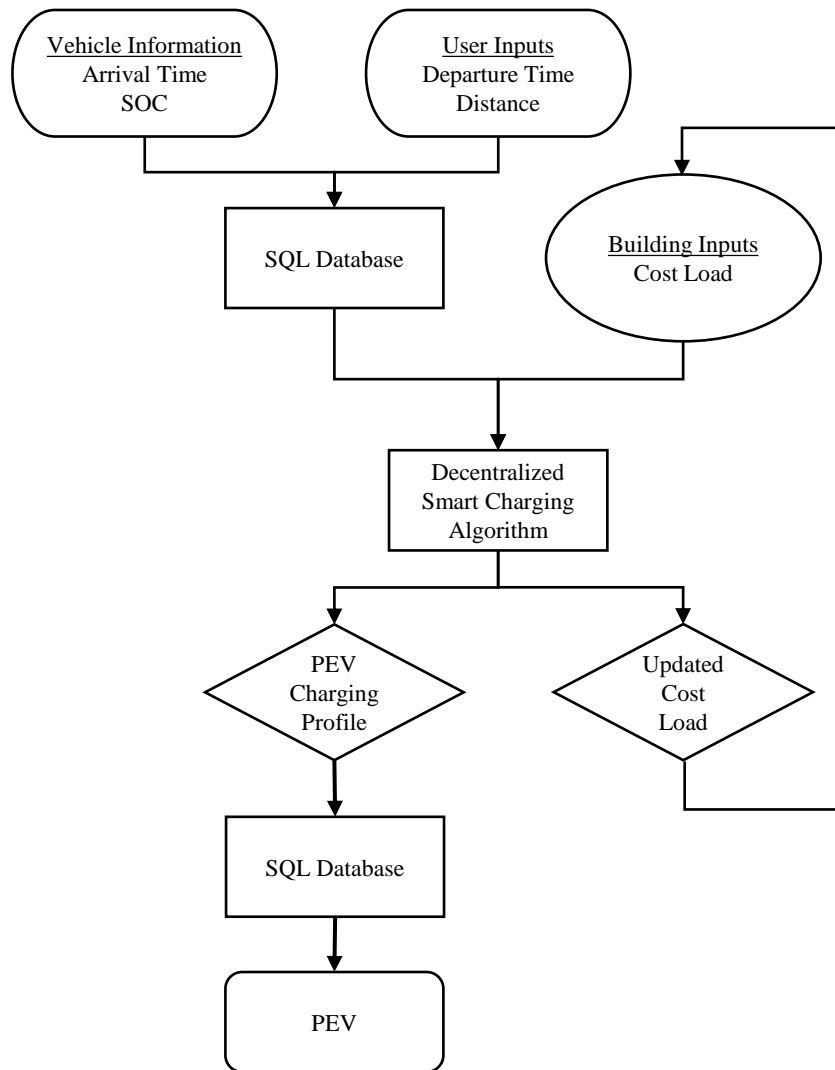 Vehicle Information
Arrival Time
SOC
User Inputs
Departure Time
Distance
SQL Database
Building Inputs
Cost Load
Decentralized
Smart Charging
Algorithm
PEV
Charging
Profile
Updated
Cost
Load
SQL Database
PEV